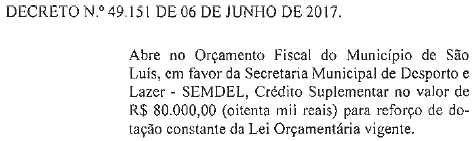 DECRETO N.º 49.151 DE 06 DE JUNHO DE 2017.
Abre no Orçamento Fiscal do Município de São
Luís, em favor da Secretaria Municipal de Desporto e
Lazer - SEMDEL, Crédito Suplementar no valor de
R$ 80.000,00 (oitenta mil reais) para reforço de do-
tação constante da Lei Orçamentária vigente.